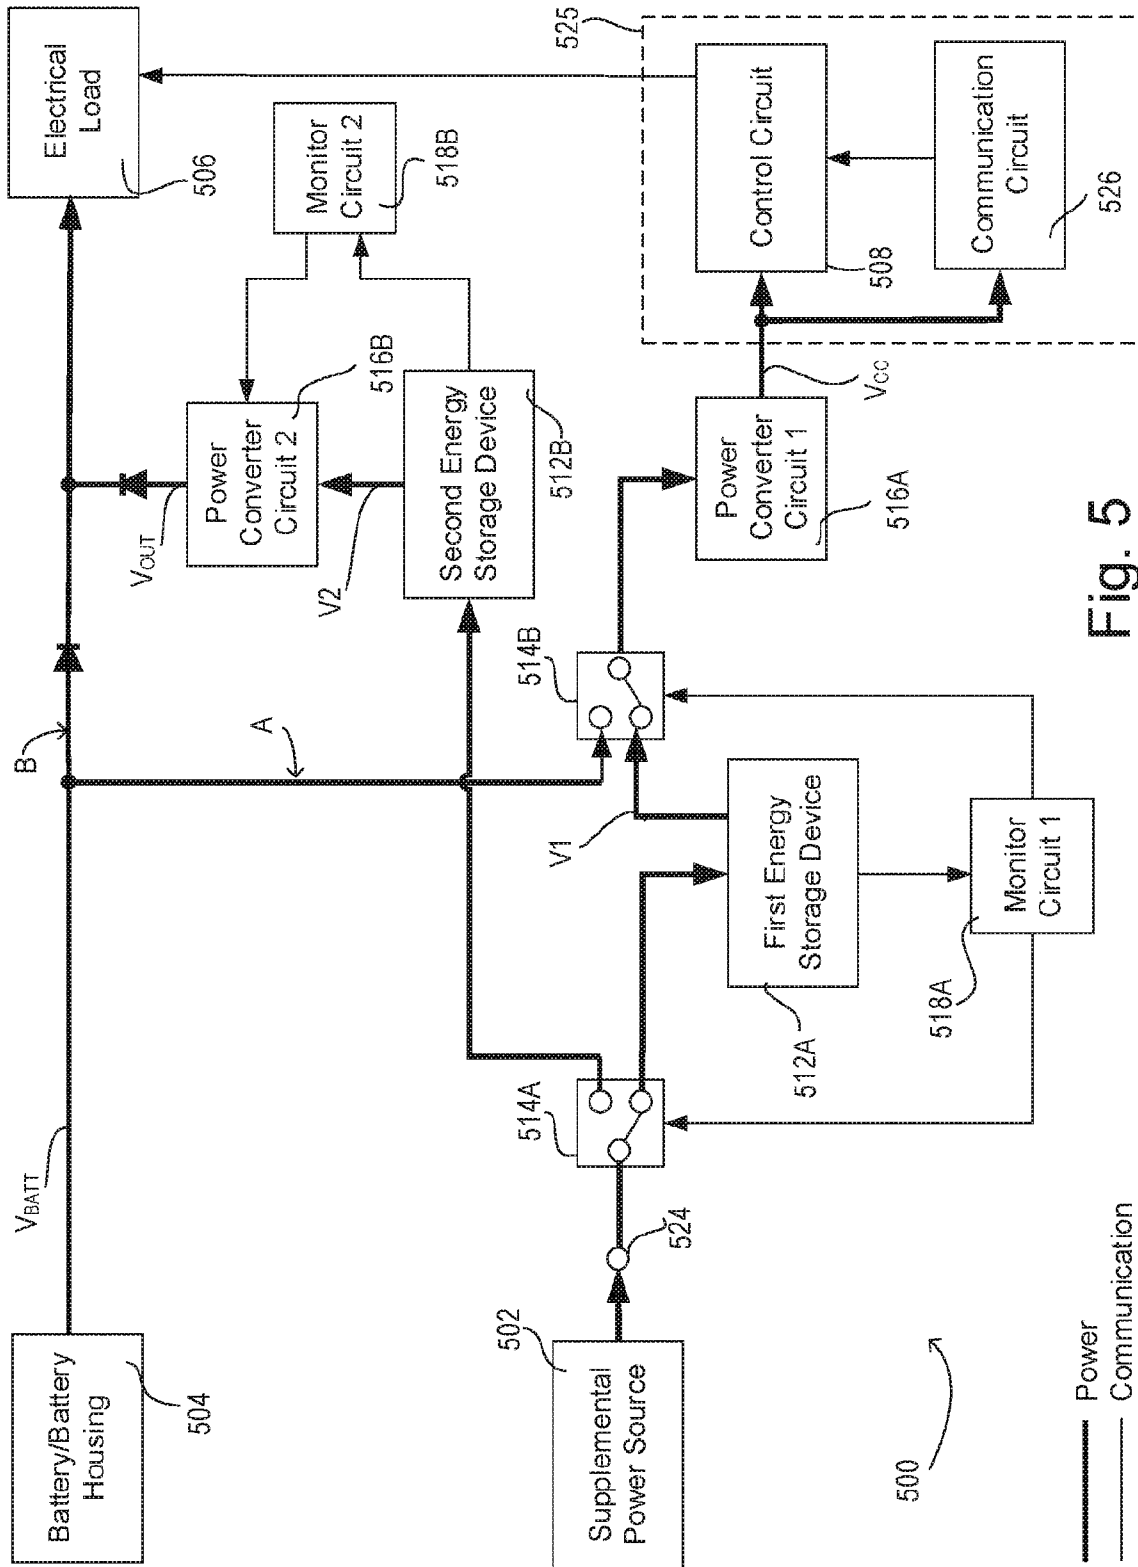 Battery/Battery
Housing
504
VBATT
B
A
Electrical
Load
506
VOUT
Power
Converter
Circuit 2
516B
Monitor
Circuit 2
518B
V2
Second Energy
Storage Device
512B
Supplemental
Power Source
502
524
514A
First Energy
Storage Device
512A
V1
514B
Monitor
Circuit 1
518A
Power
Converter
Circuit 1
516A
VCC
525
Control Circuit
508
Communication
Circuit
526
500
Power
Communication
Fig. 5